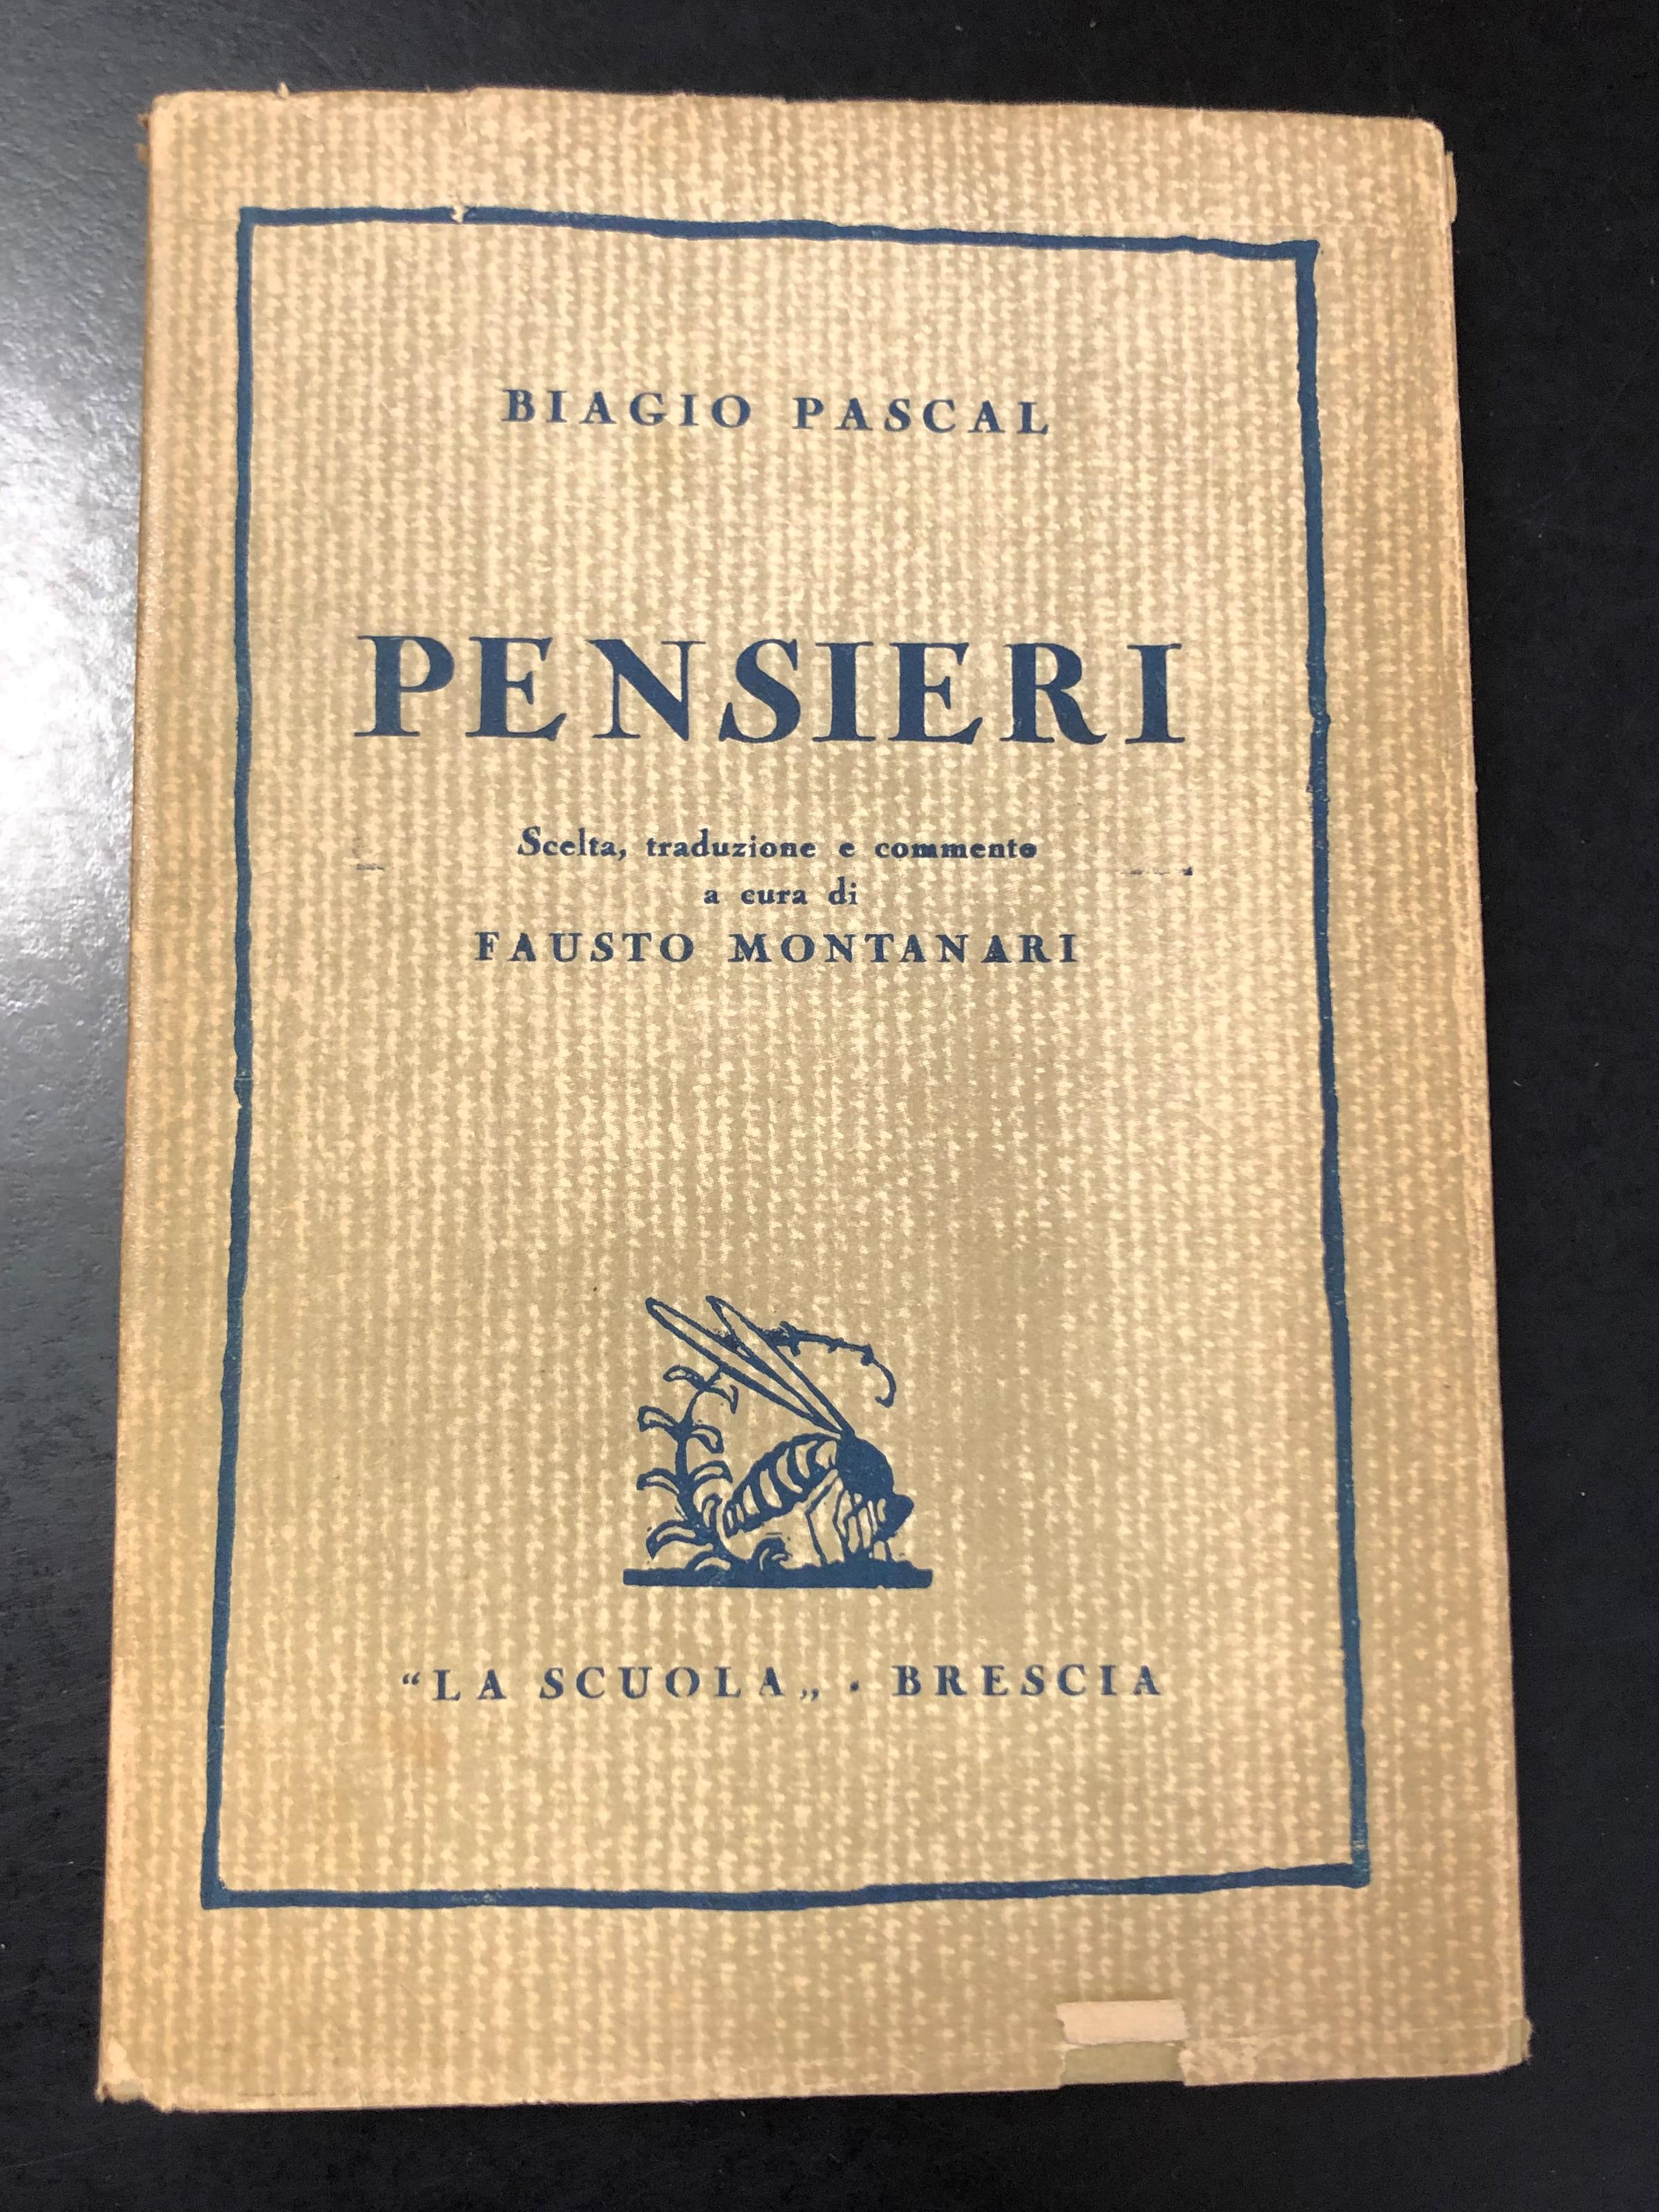 BIAGIO PASCAL
PENSIERI
Scelta, traduzione e commento
a cura di
FAUSTO MONTANARI
“LA SCUOLA„ · BRESCIA